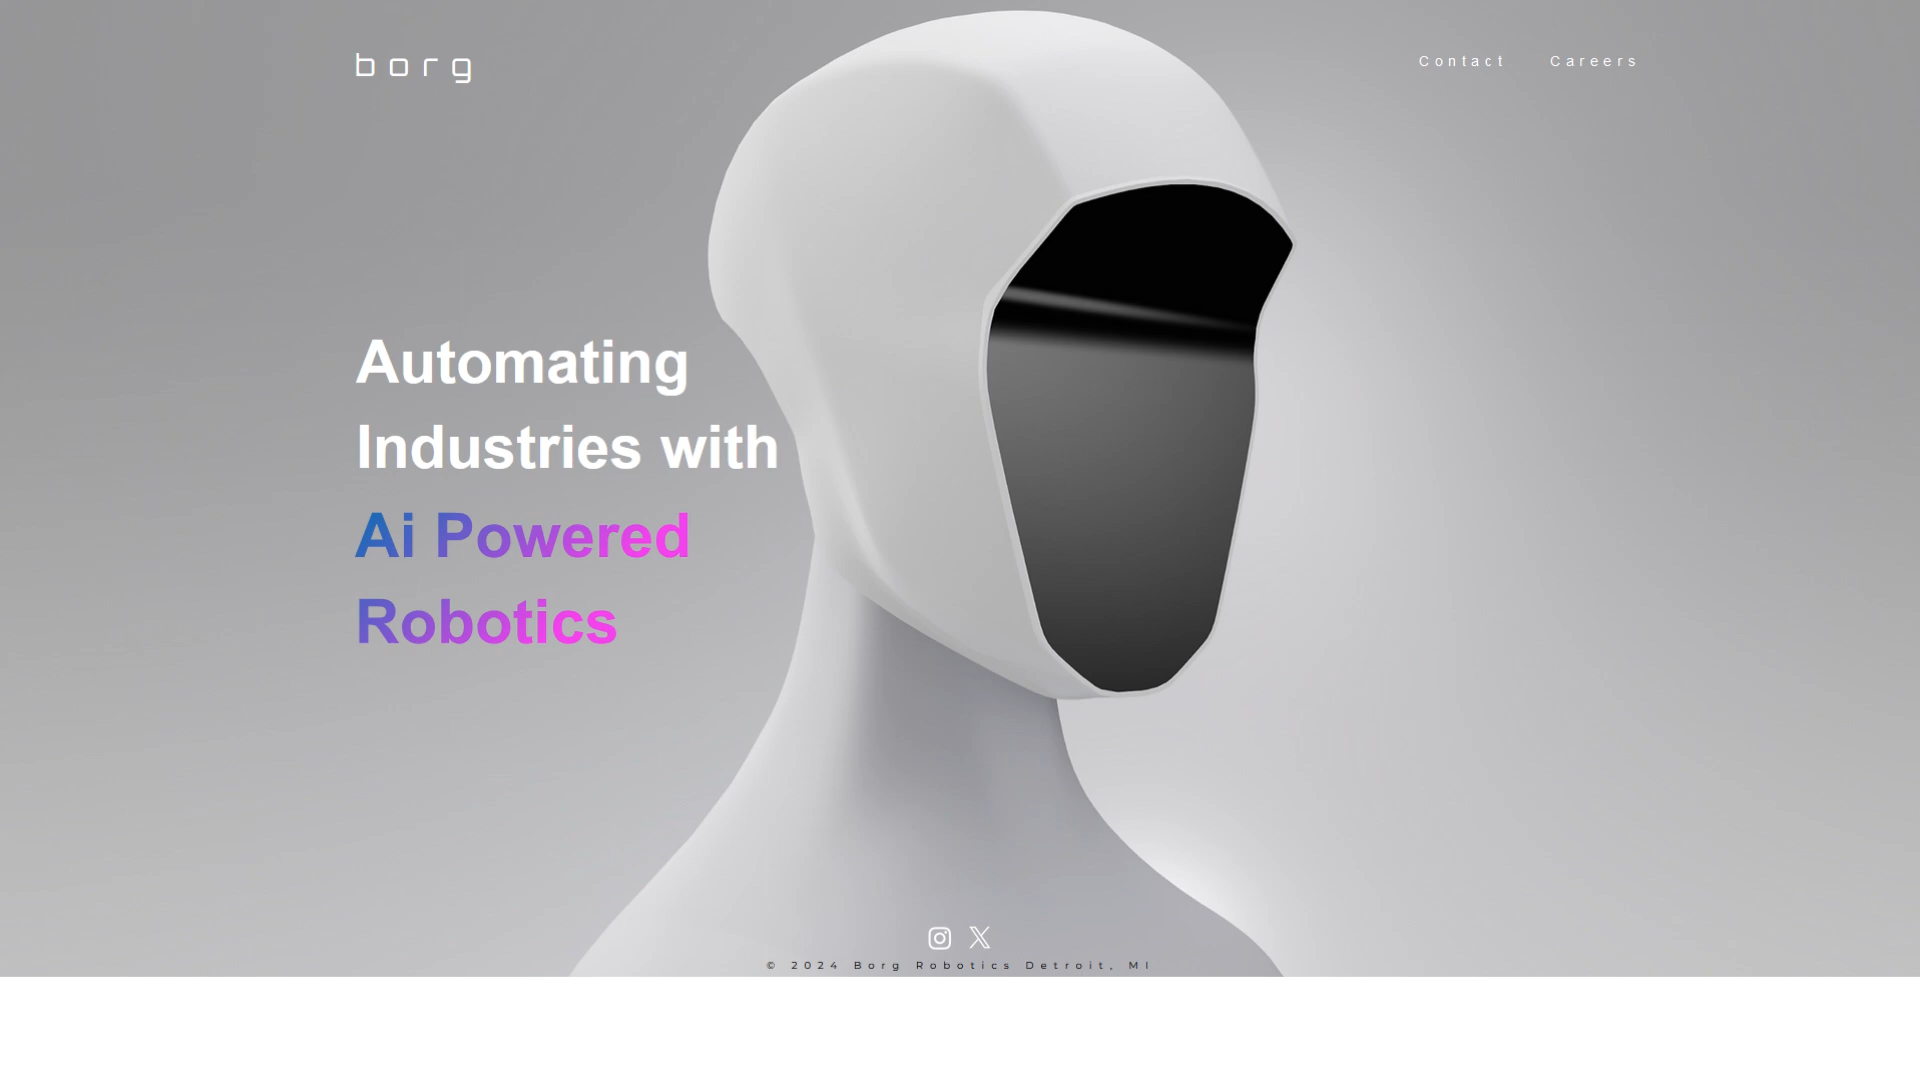 borg
Contact Careers
Automating
Industries with
Ai Powered
Robotics
© 2024 Borg Robotics Detroit, MI